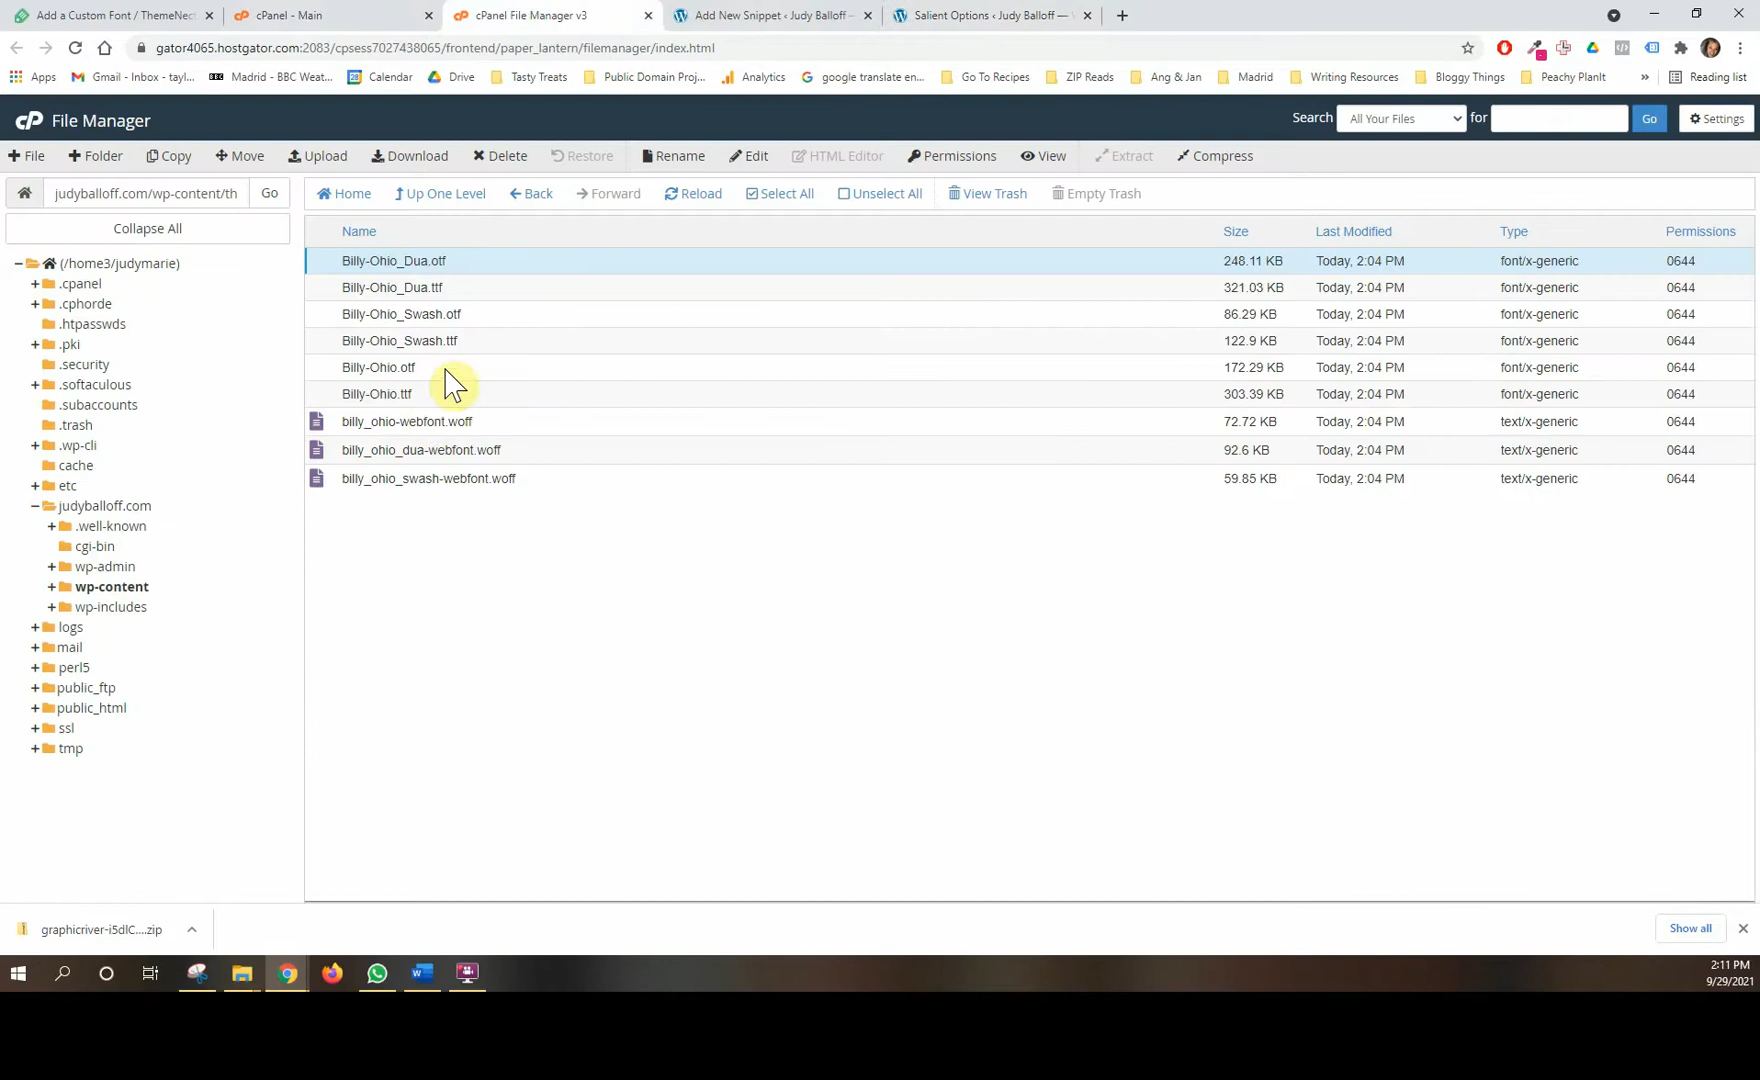 Add a Custom Font / ThemeNect
cPanel - Main
cPanel File Manager v3
Add New Snippet ‹ Judy Balloff –
Salient Options ‹ Judy Balloff — 
gator4065.hostgator.com:2083/cpsess7027438065/frontend/paper_lantern/filemanager/index.html
Apps
Gmail - Inbox - tayl...
BBC
Madrid - BBC Weat...
Calendar
Drive
Tasty Treats
Public Domain Proj...
Analytics
google translate en...
Go To Recipes
ZIP Reads
Ang & Jan
Madrid
Writing Resources
Bloggy Things
Peachy PlanIt
»
Reading list
cP File Manager
Search
All Your Files
for
Go
Settings
+ File
+ Folder
Copy
Move
Upload
Download
Delete
Restore
Rename
Edit
HTML Editor
Permissions
View
Extract
Compress
judyballoff.com/wp-content/th
Go
Home
Up One Level
Back
Forward
Reload
Select All
Unselect All
View Trash
Empty Trash
Collapse All
(/home3/judymarie)
.cpanel
.cphorde
.htpasswds
.pki
.security
.softaculous
.subaccounts
.trash
.wp-cli
cache
etc
judyballoff.com
.well-known
cgi-bin
wp-admin
wp-content
wp-includes
logs
mail
perl5
public_ftp
public_html
ssl
tmp
Name Size Last Modified Type Permissions
Billy-Ohio_Dua.otf 248.11 KB Today, 2:04 PM font/x-generic 0644
Billy-Ohio_Dua.ttf 321.03 KB Today, 2:04 PM font/x-generic 0644
Billy-Ohio_Swash.otf 86.29 KB Today, 2:04 PM font/x-generic 0644
Billy-Ohio_Swash.ttf 122.9 KB Today, 2:04 PM font/x-generic 0644
Billy-Ohio.otf 172.29 KB Today, 2:04 PM font/x-generic 0644
Billy-Ohio.ttf 303.39 KB Today, 2:04 PM font/x-generic 0644
billy_ohio-webfont.woff 72.72 KB Today, 2:04 PM text/x-generic 0644
billy_ohio_dua-webfont.woff 92.6 KB Today, 2:04 PM text/x-generic 0644
billy_ohio_swash-webfont.woff 59.85 KB Today, 2:04 PM text/x-generic 0644
graphicriver-i5dIC....zip
Show all
2:11 PM
9/29/2021